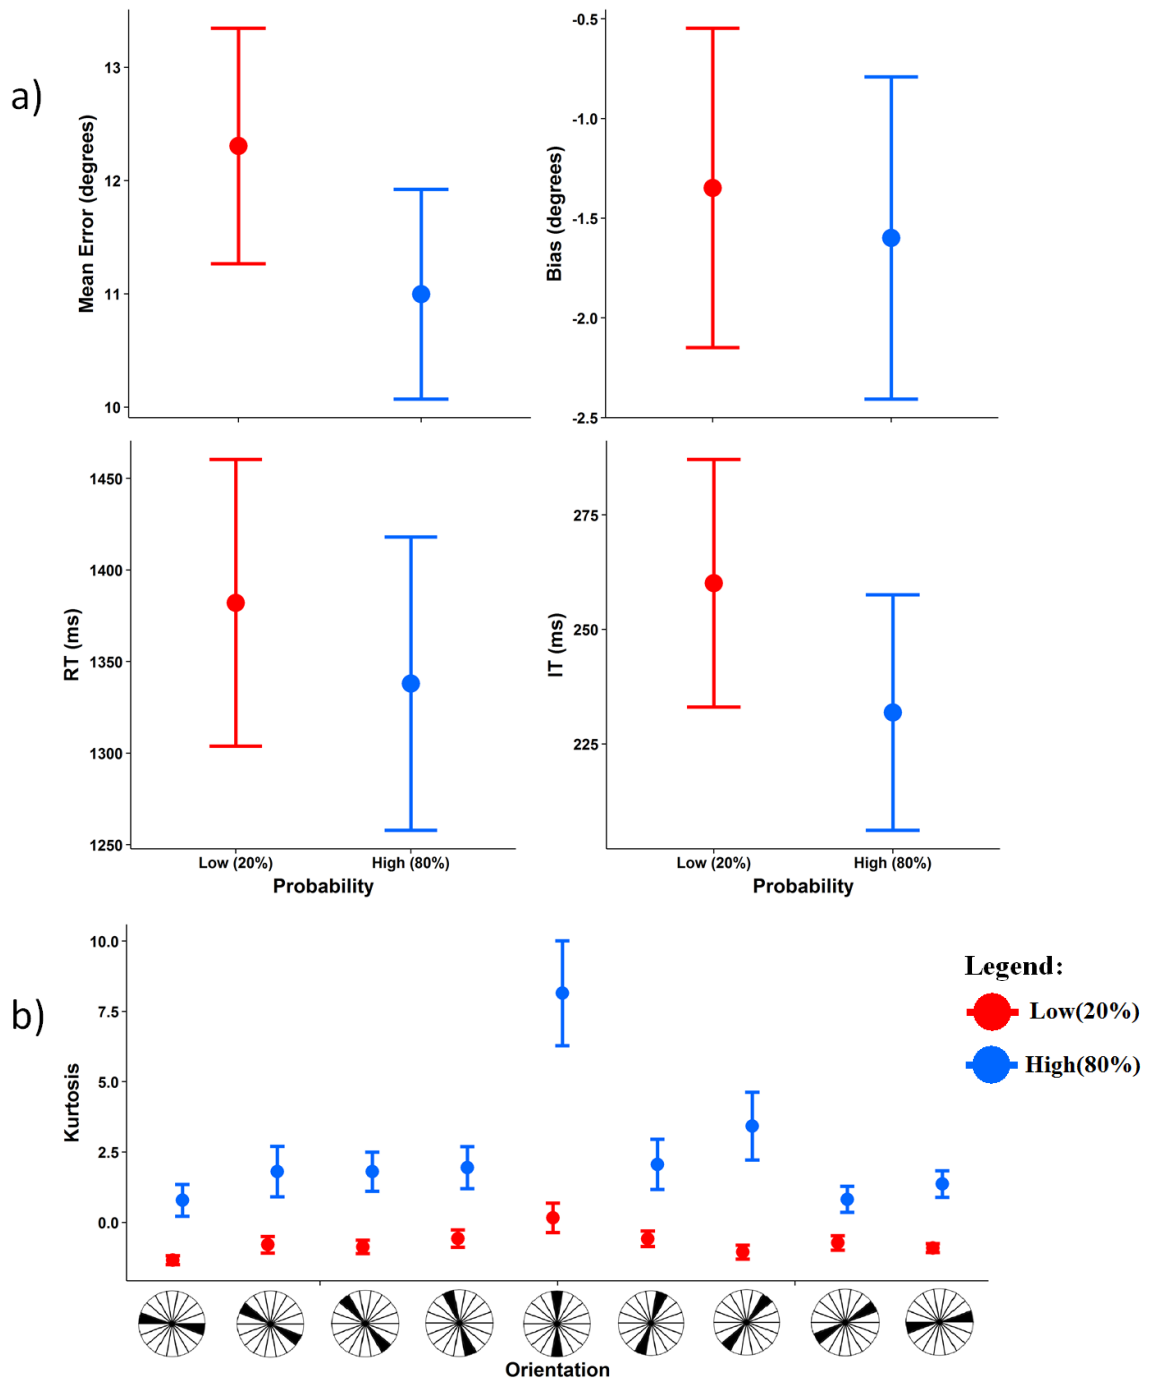 a)
Mean Error (degrees)
13
12
11
10
Bias (degrees)
-0.5
-1.0
-1.5
-2.0
-2.5
RT (ms)
1450
1400
1350
1300
1250
Low (20%) High (80%)
Probability
IT (ms)
275
250
225
Low (20%) High (80%)
Probability
b)
Kurtosis
10.0
7.5
5.0
2.5
0.0
Orientation
Legend:
Low(20%)
High(80%)